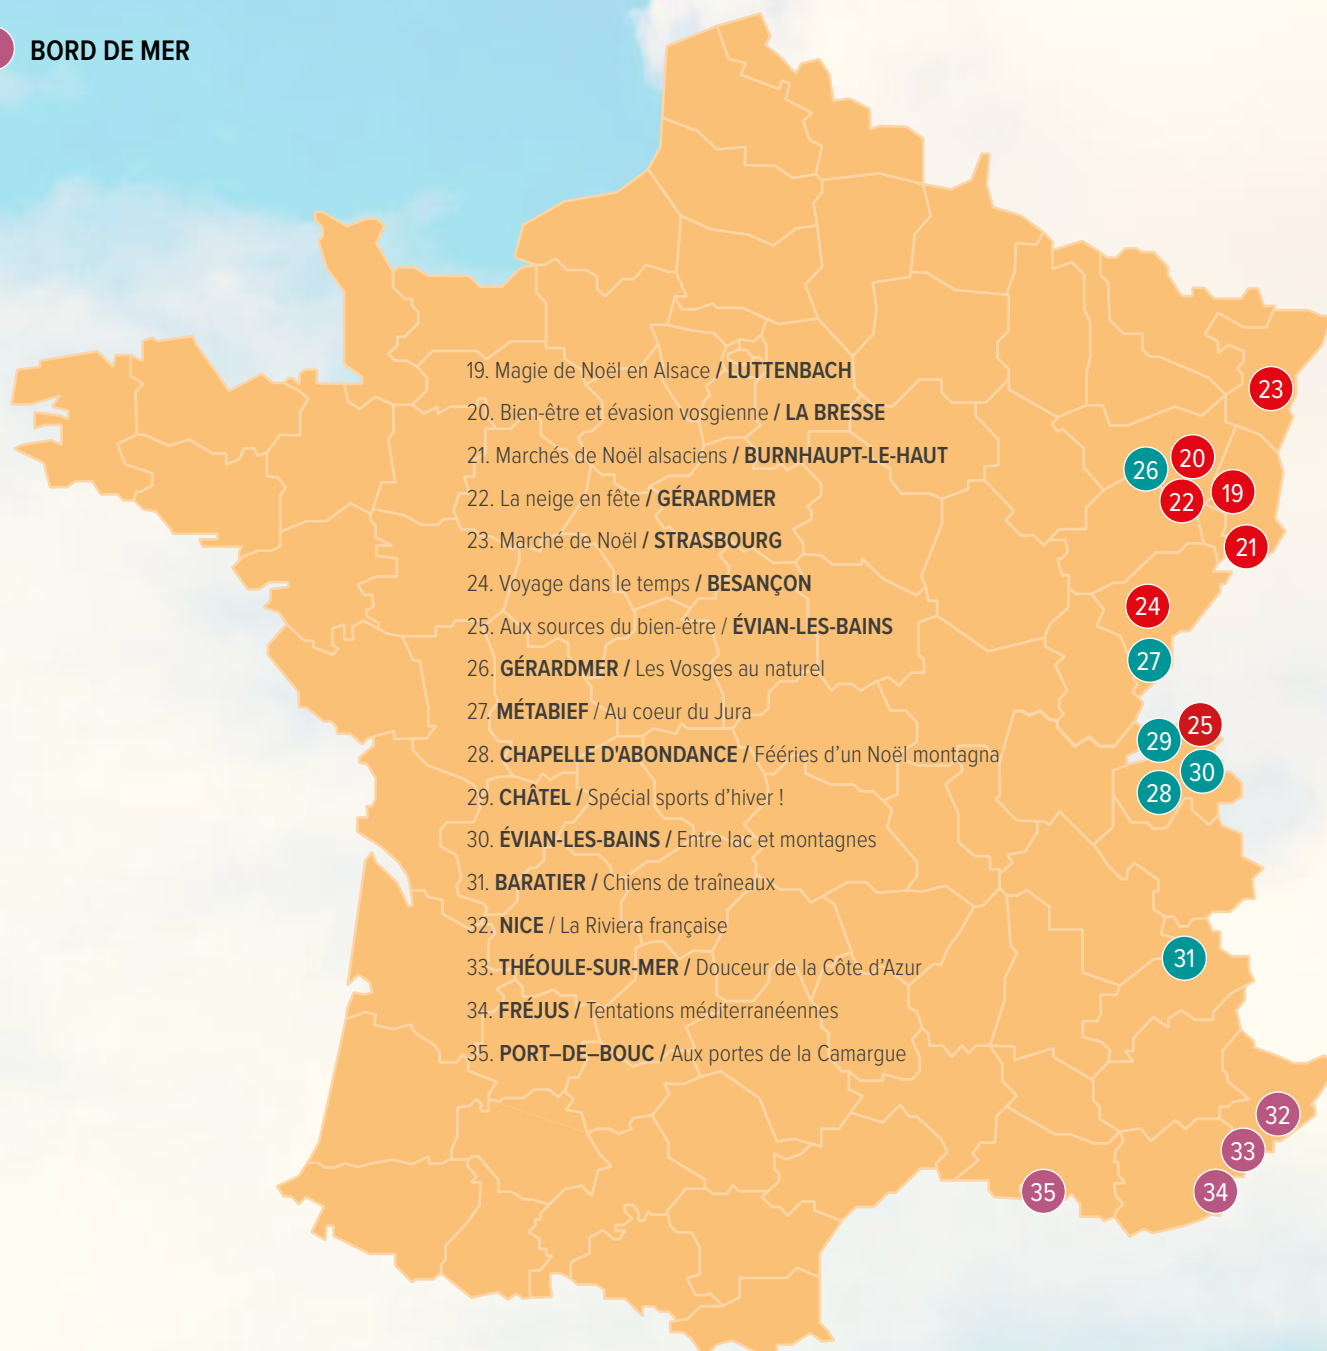 BORD DE MER
19. Magie de Noël en Alsace / LUTTENBACH
20. Bien-être et évasion vosgienne / LA BRESSE
21. Marchés de Noël alsaciens / BURNHAUPT-LE-HAUT
22. La neige en fête / GÉRARDMER
23. Marché de Noël / STRASBOURG
24. Voyage dans le temps / BESANÇON
25. Aux sources du bien-être / ÉVIAN-LES-BAINS
26. GÉRARDMER / Les Vosges au naturel
27. MÉTABIEF / Au coeur du Jura
28. CHAPELLE D'ABONDANCE / Fééries d’un Noël montagna
29. CHÂTEL / Spécial sports d’hiver !
30. ÉVIAN-LES-BAINS / Entre lac et montagnes
31. BARATIER / Chiens de traîneaux
32. NICE / La Riviera française
33. THÉOULE-SUR-MER / Douceur de la Côte d’Azur
34. FRÉJUS / Tentations méditerranéennes
35. PORT–DE–BOUC / Aux portes de la Camargue
23
20
26
19
22
21
24
27
25
29
30
28
31
32
33
35
34